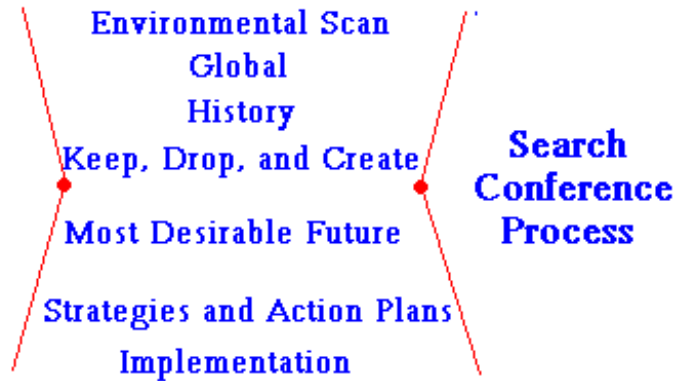 Environmental Scan
Global
History
Keep, Drop, and Create
Most Desirable Future
Strategies and Action Plans
Implementation
Search
Conference
Process